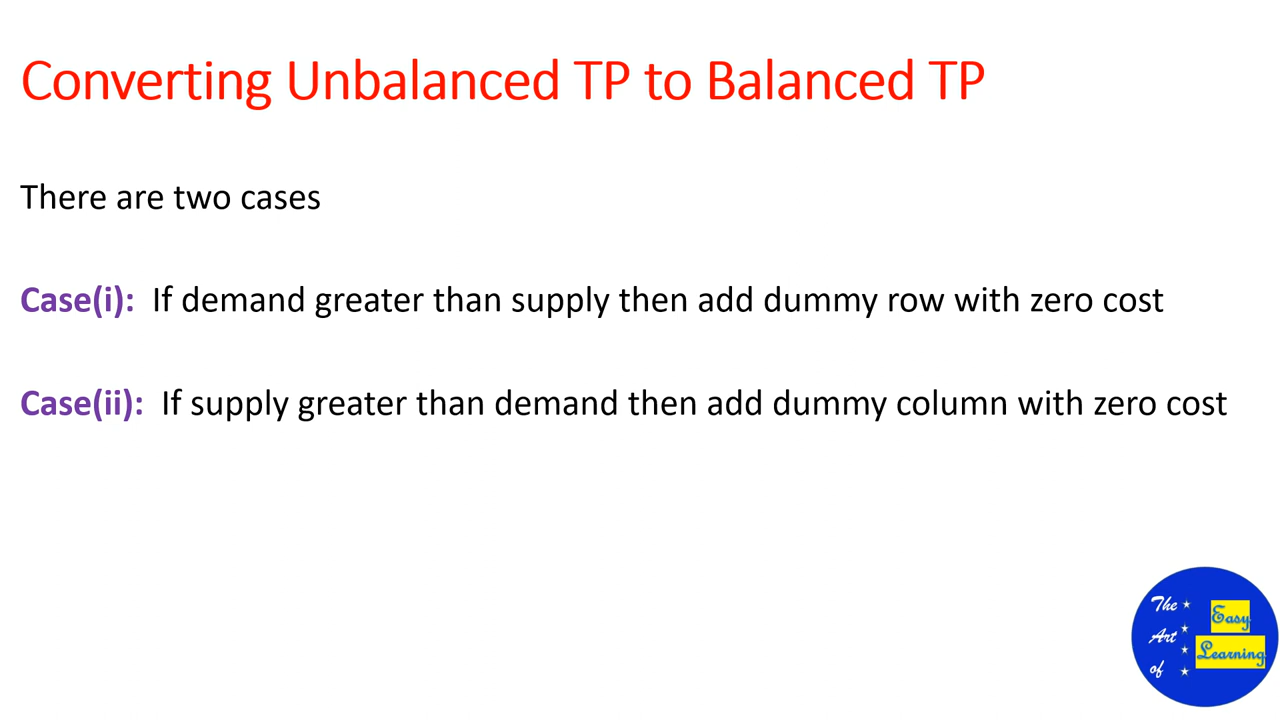 Converting Unbalanced TP to Balanced TP
There are two cases
Case(i): If demand greater than supply then add dummy row with zero cost
Case(ii): If supply greater than demand then add dummy column with zero cost
The
Art
of
Easy
Learning